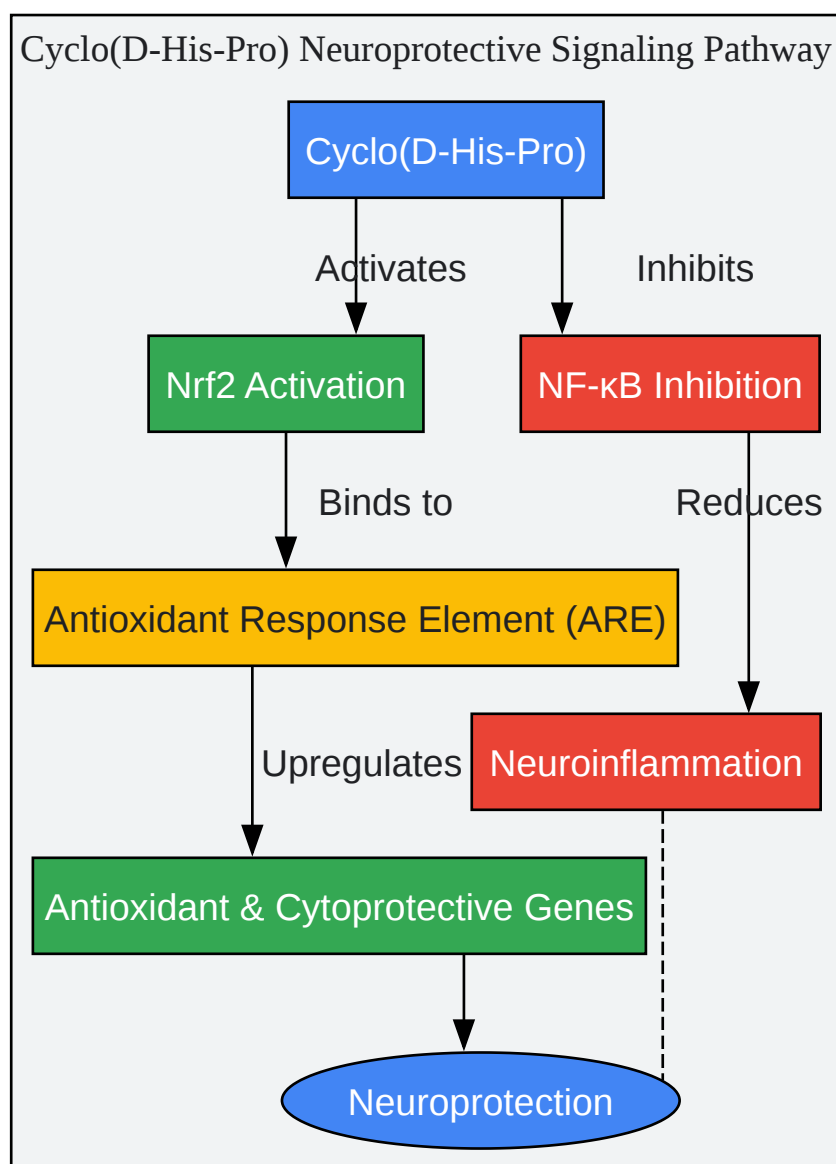 Cyclo(D-His-Pro) Neuroprotective Signaling Pathway
Cyclo(D-His-Pro)
Activates
Inhibits
Nrf2 Activation
NF-κB Inhibition
Binds to
Reduces
Antioxidant Response Element (ARE)
Upregulates
Neuroinflammation
Antioxidant & Cytoprotective Genes
Neuroprotection